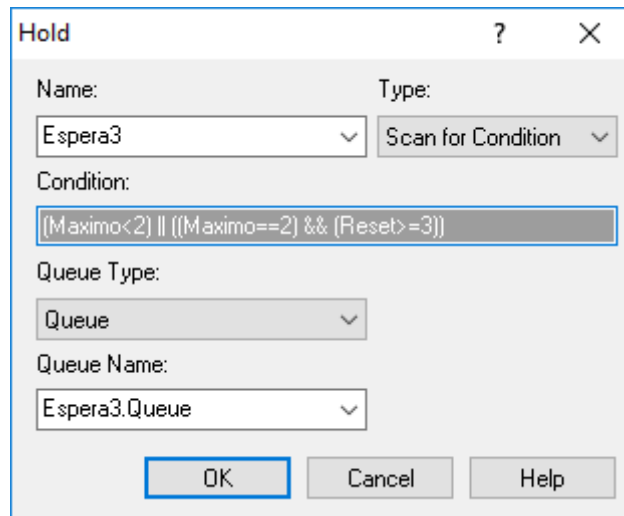 Hold ?
Name: Type:
Espera3 Scan for Condition
Condition:
(Maximo<2) || ((Maximo==2) && (Reset>=3))
Queue Type:
Queue
Queue Name:
Espera3.Queue
OK Cancel Help